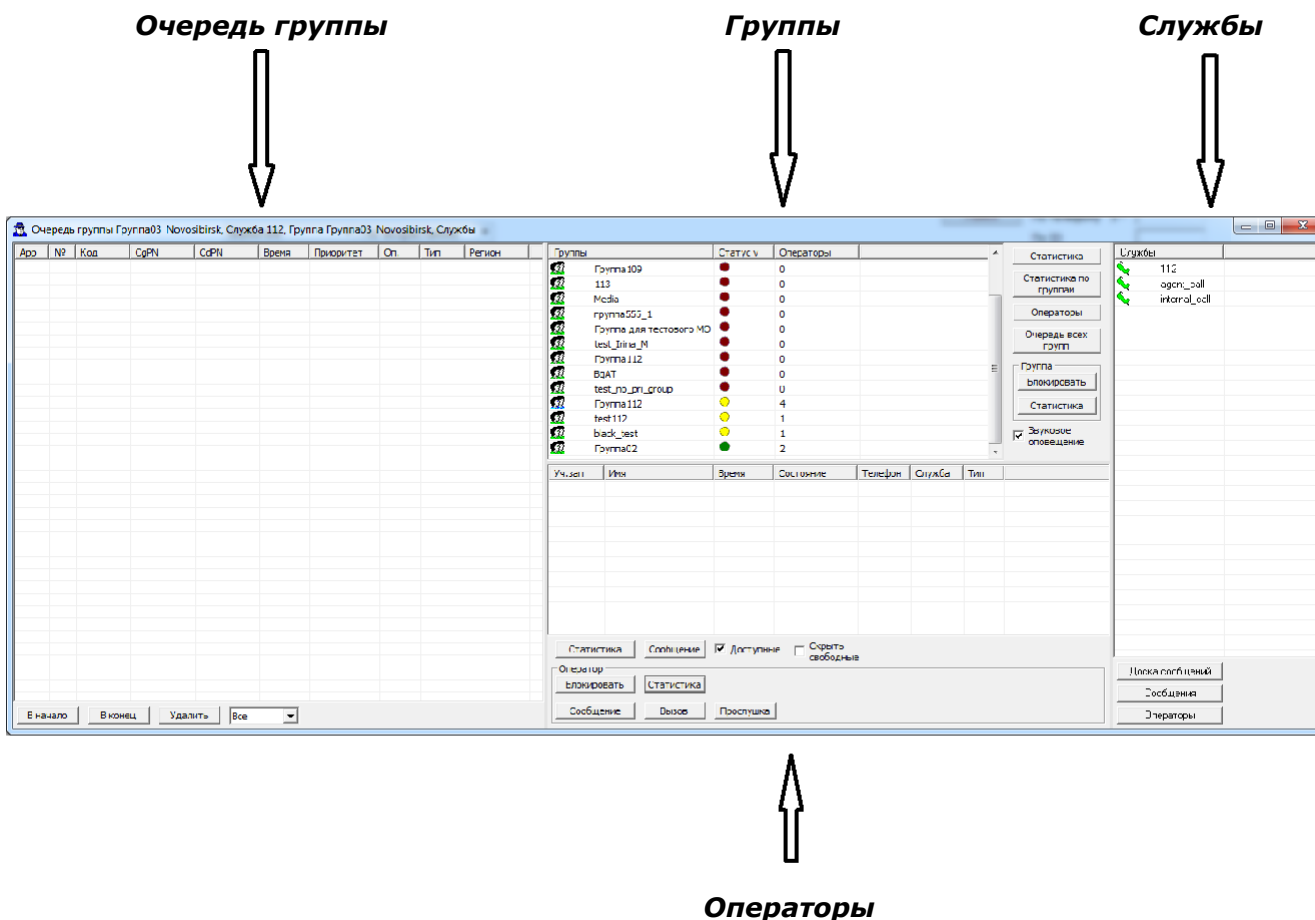 Очередь группы
Группы
Службы
Очередь группы Группа03 Novosibirsk, Служба 112, Группа Группа03 Novosibirsk, Службы
Апр № Код CgPN CdPN Время Приоритет Оп. Тип Регион
Группы Статус Операторы
Группа109 0
113 0
Media 0
группа555_1 0
Группа для тестового МО 0
test_Irina_M 0
Группа112 0
BgAT 0
test_no_pri_group 0
Группа112 4
test112 1
black_test 1
Группа02 2
Статистика
Статистика по
группам
Операторы
Очередь всех
групп
Группа
Блокировать
Статистика
Звуковое
оповещение
Службы
112
agent_call
internal_call
Уч.зап Имя Время Состояние Телефон Служба Тип
Статистика Сообщение Доступные Скрыть
свободные
Оператор
Блокировать Статистика
Сообщение Вызов Прослушка
В начало В конец Удалить Все
Доска сообщений
Сообщения
Операторы
Операторы